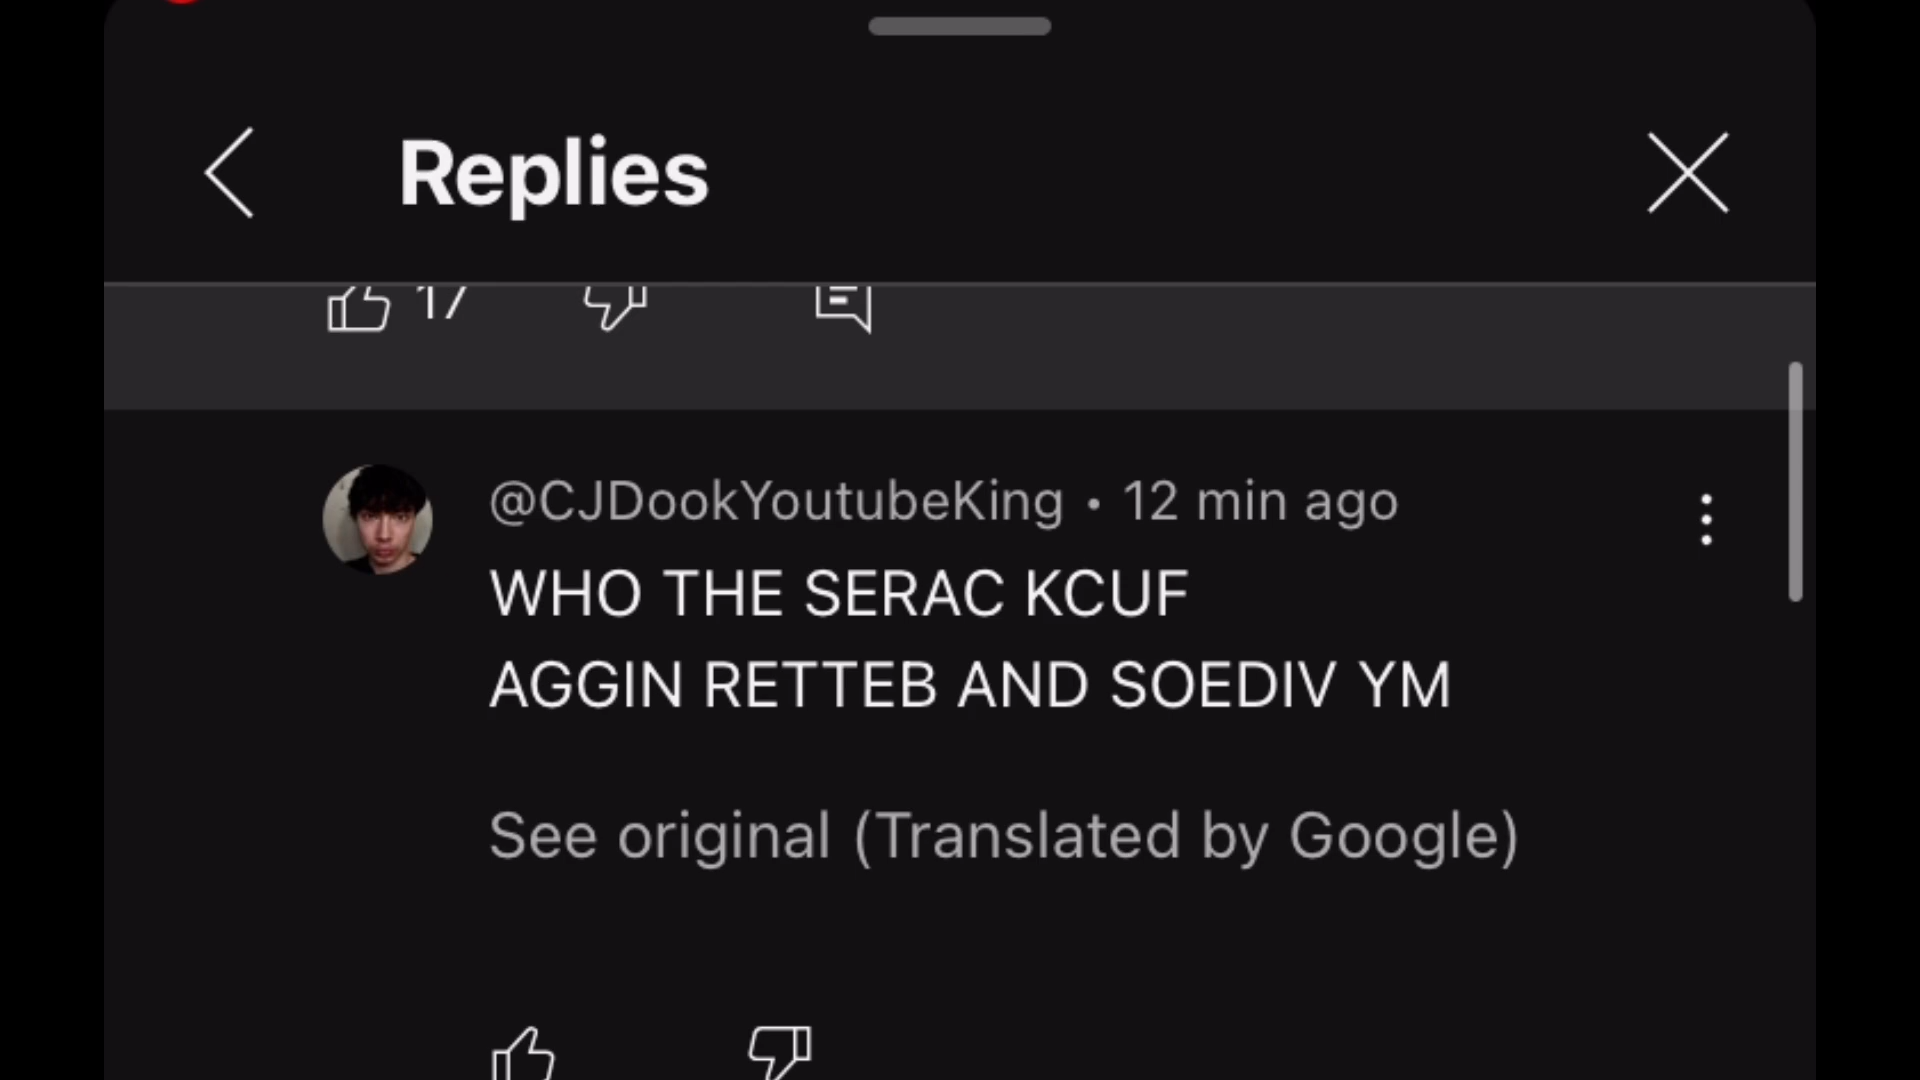 Replies
17
@CJDookYoutubeKing • 12 min ago
WHO THE SERAC KCUF
AGGIN RETTEB AND SOEDIV YM
See original (Translated by Google)